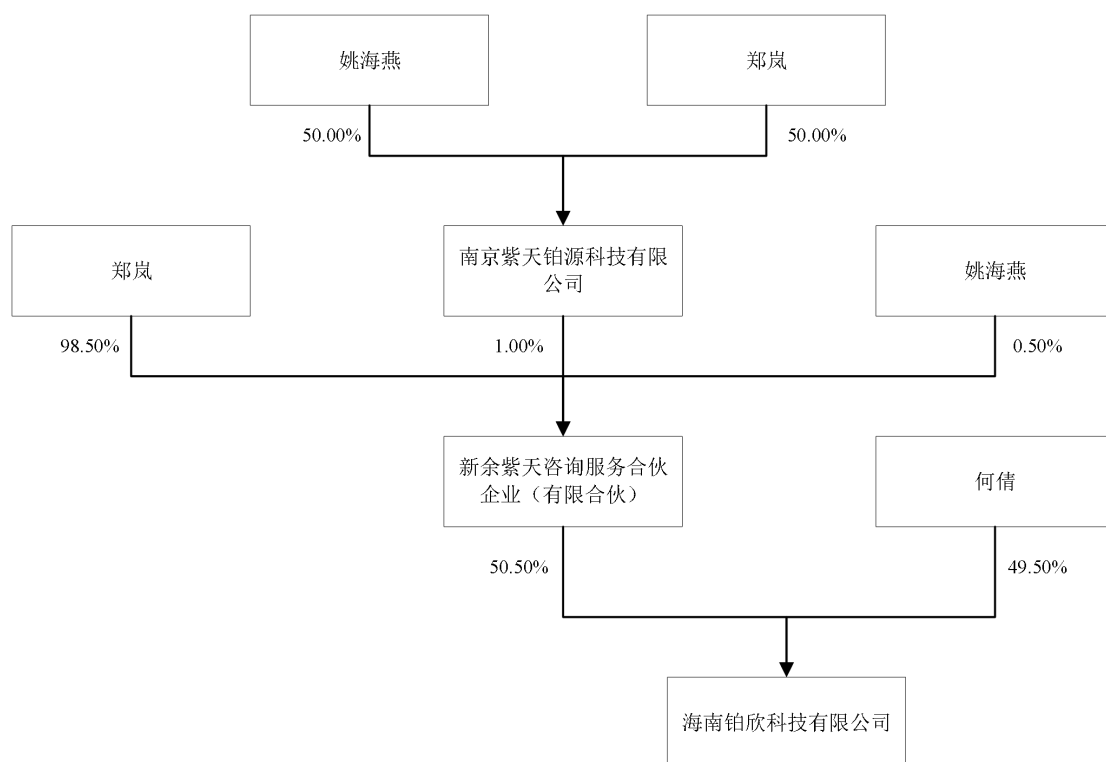 姚海燕
郑岚
50.00%
50.00%
郑岚
南京紫天铂源科技有限
公司
姚海燕
98.50%
1.00%
0.50%
新余紫天咨询服务合伙
企业（有限合伙）
何倩
50.50%
49.50%
海南铂欣科技有限公司